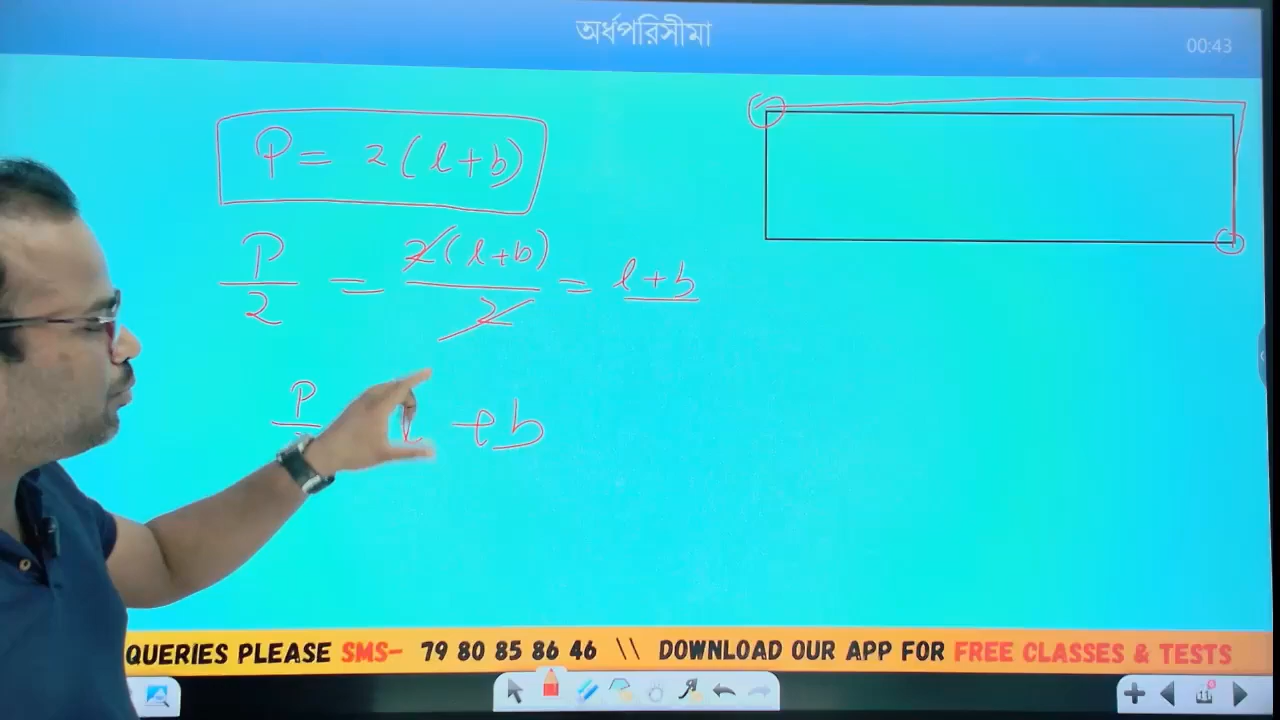 অর্ধপরিসীমা
00:43
P = 2(l+b)
P/2 = 2(l+b)/2 = l+b
P l + b
QUERIES PLEASE SMS- 79 80 85 86 46 \\ DOWNLOAD OUR APP FOR FREE CLASSES & TESTS
11